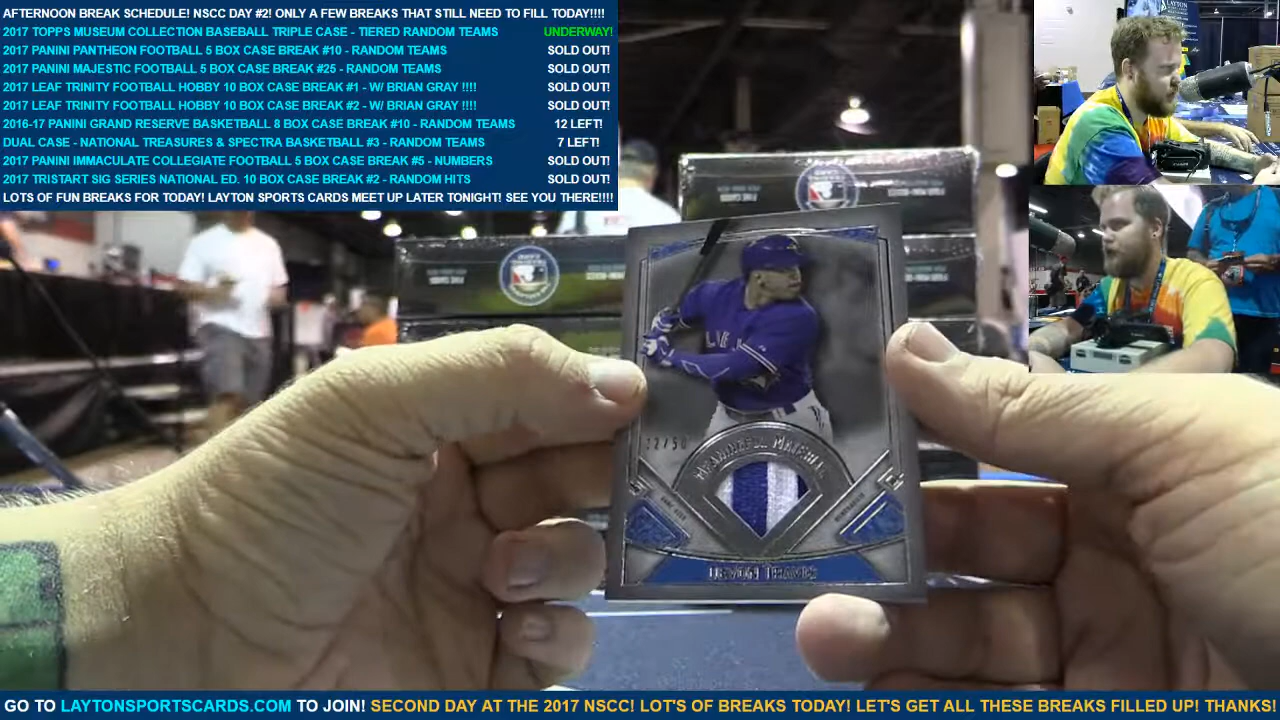 AFTERNOON BREAK SCHEDULE! NSCC DAY #2! ONLY A FEW BREAKS THAT STILL NEED TO FILL TODAY!!!!
2017 TOPPS MUSEUM COLLECTION BASEBALL TRIPLE CASE - TIERED RANDOM TEAMS UNDERWAY!
2017 PANINI PANTHEON FOOTBALL 5 BOX CASE BREAK #10 - RANDOM TEAMS SOLD OUT!
2017 PANINI MAJESTIC FOOTBALL 5 BOX CASE BREAK #25 - RANDOM TEAMS SOLD OUT!
2017 LEAF TRINITY FOOTBALL HOBBY 10 BOX CASE BREAK #1 - W/ BRIAN GRAY !!!! SOLD OUT!
2017 LEAF TRINITY FOOTBALL HOBBY 10 BOX CASE BREAK #2 - W/ BRIAN GRAY !!!! SOLD OUT!
2016-17 PANINI GRAND RESERVE BASKETBALL 8 BOX CASE BREAK #10 - RANDOM TEAMS 12 LEFT!
DUAL CASE - NATIONAL TREASURES & SPECTRA BASKETBALL #3 - RANDOM TEAMS 7 LEFT!
2017 PANINI IMMACULATE COLLEGIATE FOOTBALL 5 BOX CASE BREAK #5 - NUMBERS SOLD OUT!
2017 TRISTART SIG SERIES NATIONAL ED. 10 BOX CASE BREAK #2 - RANDOM HITS SOLD OUT!
LOTS OF FUN BREAKS FOR TODAY! LAYTON SPORTS CARDS MEET UP LATER TONIGHT! SEE YOU THERE!!!!
LAYTON
MEANINGFUL MATERIAL
DEVON TRAVIS
GO TO LAYTONSPORTSCARDS.COM TO JOIN! SECOND DAY AT THE 2017 NSCC! LOT'S OF BREAKS TODAY! LET'S GET ALL THESE BREAKS FILLED UP! THANKS!